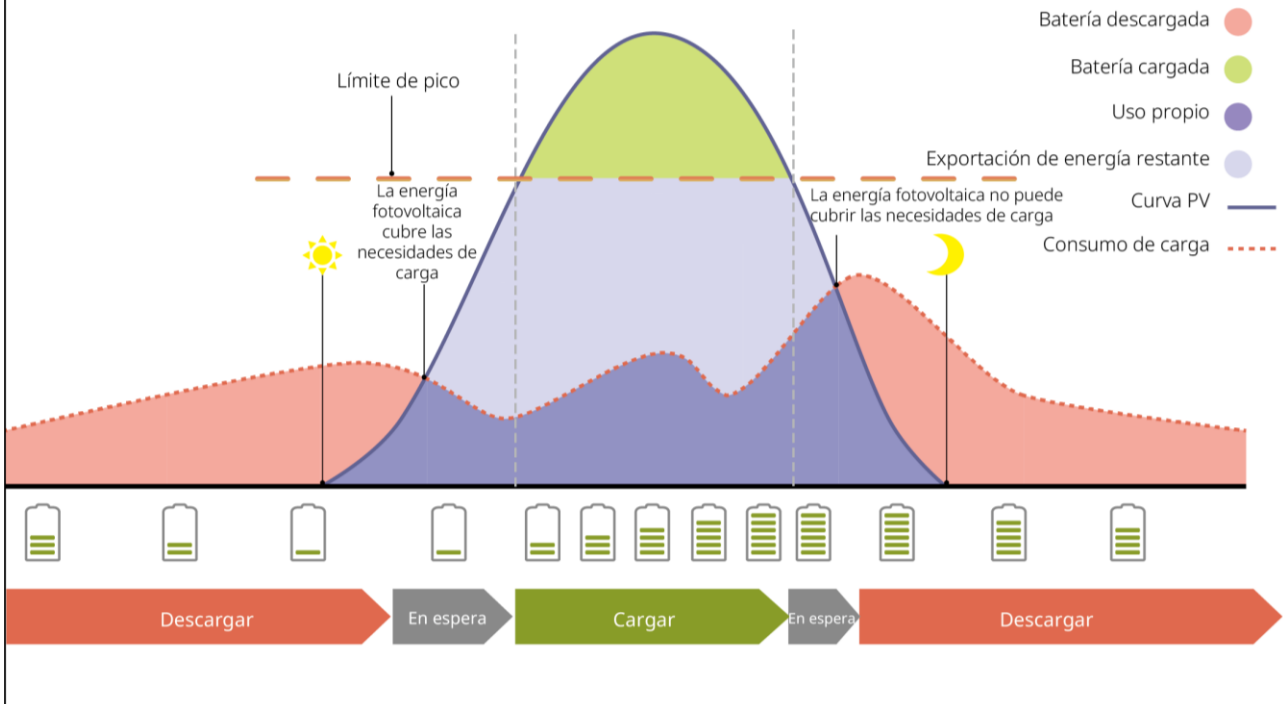 Batería descargada
Batería cargada
Uso propio
Exportación de energía restante
Curva PV
Consumo de carga
Límite de pico
La energía
fotovoltaica
cubre las
necesidades de
carga
La energía fotovoltaica no puede
cubrir las necesidades de carga
Descargar
En espera
Cargar
En espera
Descargar